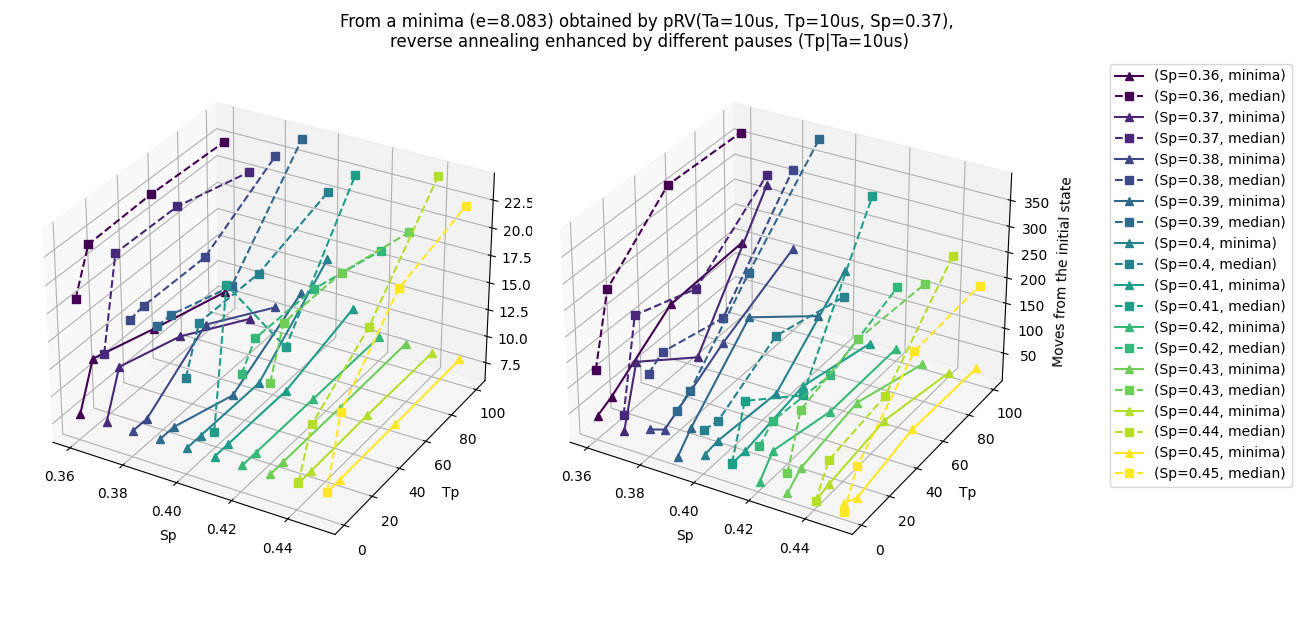 From a minima (e=8.083) obtained by pRV(Ta=10us, Tp=10us, Sp=0.37),
reverse annealing enhanced by different pauses (Tp|Ta=10us)
22.5
20.0
17.5
15.0
12.5
10.0
7.5
100
80
60
40
20
0
Tp
0.36
0.38
0.40
0.42
0.44
Sp
350
300
250
200
150
100
50
Moves from the initial state
100
80
60
40
20
0
Tp
0.36
0.38
0.40
0.42
0.44
Sp
(Sp=0.36, minima)
(Sp=0.36, median)
(Sp=0.37, minima)
(Sp=0.37, median)
(Sp=0.38, minima)
(Sp=0.38, median)
(Sp=0.39, minima)
(Sp=0.39, median)
(Sp=0.4, minima)
(Sp=0.4, median)
(Sp=0.41, minima)
(Sp=0.41, median)
(Sp=0.42, minima)
(Sp=0.42, median)
(Sp=0.43, minima)
(Sp=0.43, median)
(Sp=0.44, minima)
(Sp=0.44, median)
(Sp=0.45, minima)
(Sp=0.45, median)